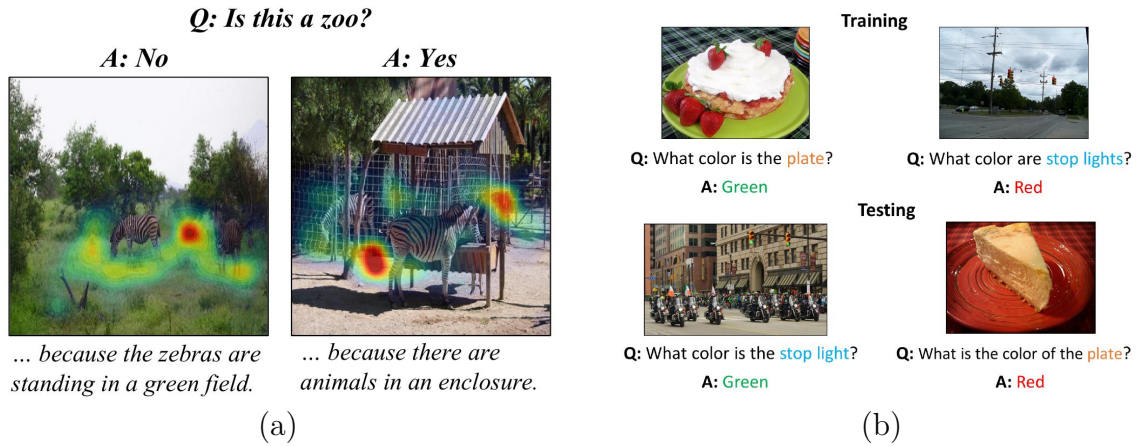 Q: Is this a zoo?
A: No
A: Yes
... because the zebras are
standing in a green field.
... because there are
animals in an enclosure.
(a)
Training
Q: What color is the plate?
A: Green
Q: What color are stop lights?
A: Red
Testing
Q: What color is the stop light?
A: Green
Q: What is the color of the plate?
A: Red
(b)